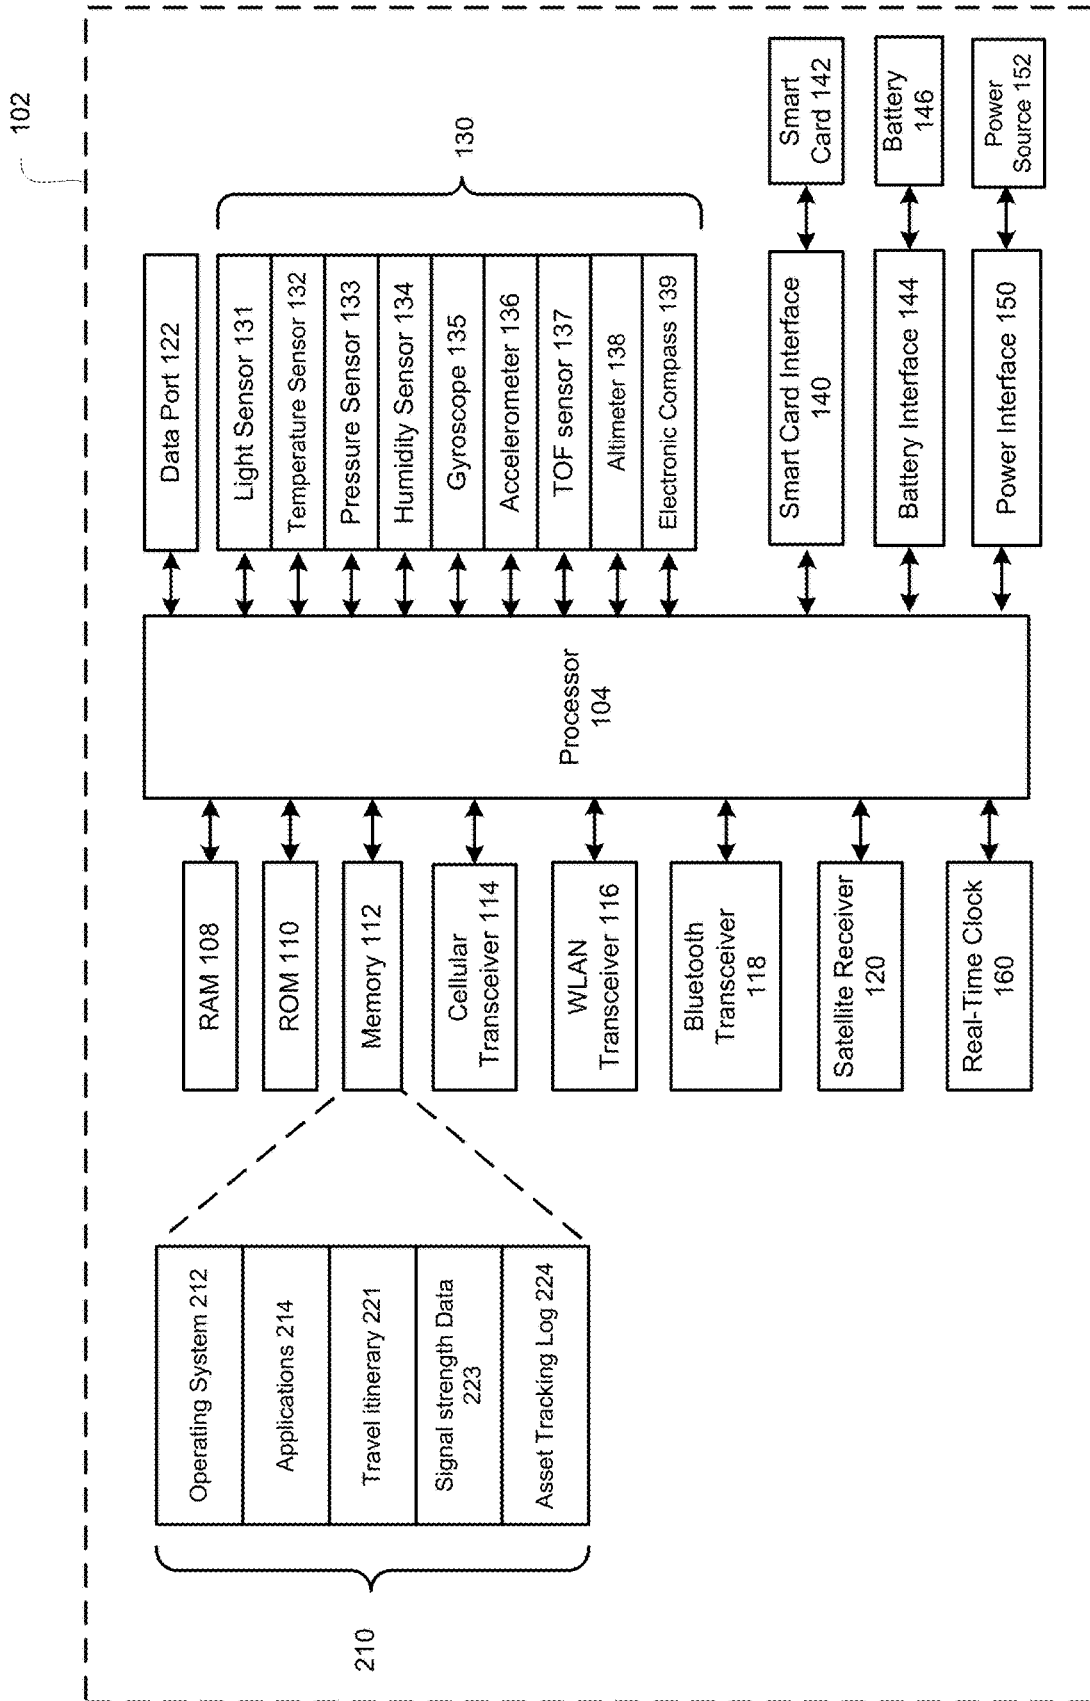 102
Operating System 212
Applications 214
Travel itinerary 221
Signal strength Data
223
Asset Tracking Log 224
210
RAM 108
ROM 110
Memory 112
Cellular
Transceiver 114
WLAN
Transceiver 116
Bluetooth
Transceiver
118
Satellite Receiver
120
Real-Time Clock
160
Processor
104
Data Port 122
Light Sensor 131
Temperature Sensor 132
Pressure Sensor 133
Humidity Sensor 134
Gyroscope 135
Accelerometer 136
TOF sensor 137
Altimeter 138
Electronic Compass 139
130
Smart Card Interface
140
Smart
Card 142
Battery Interface 144
Battery
146
Power Interface 150
Power
Source 152